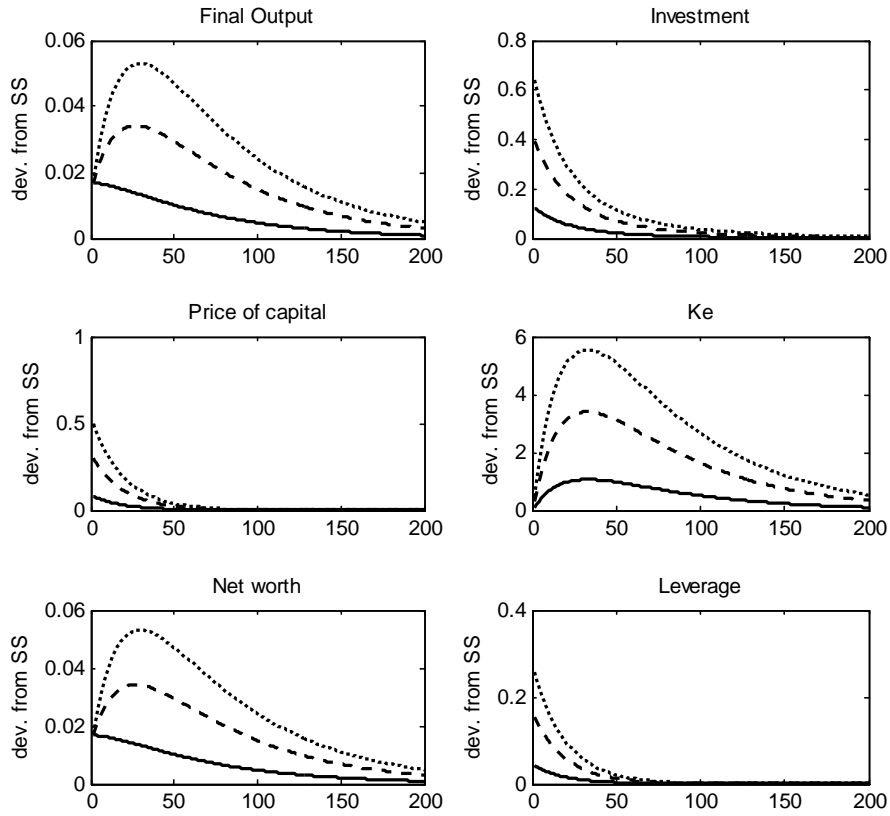 Final Output
dev. from SS
0.06
0.04
0.02
0
0 50 100 150 200
Investment
dev. from SS
0.8
0.6
0.4
0.2
0
0 50 100 150 200
Price of capital
dev. from SS
1
0.5
0
0 50 100 150 200
Ke
dev. from SS
6
4
2
0
0 50 100 150 200
Net worth
dev. from SS
0.06
0.04
0.02
0
0 50 100 150 200
Leverage
dev. from SS
0.4
0.2
0
0 50 100 150 200